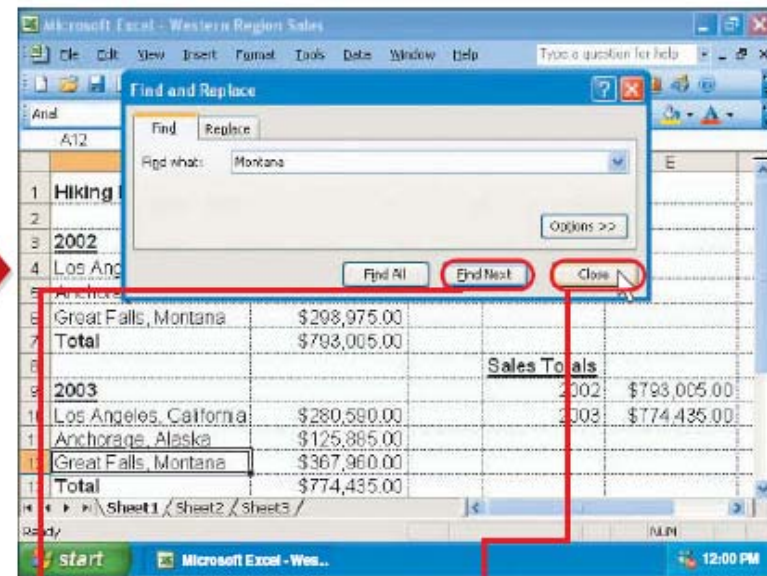 Microsoft Excel - Western Region Sales
File Edit View Insert Format Tools Data Window Help Type a question for help
Find and Replace
Arial
A12
Find Replace
Find what: Montana
E
Options >>
Find All Find Next Close
1 Hiking
2
3 2002
4 Los Ang
5
6 Great Falls, Montana $298,975.00
7 Total $793,005.00
8 Sales Totals
9 2003 2002 $793,005.00
10 Los Angeles, California $280,590.00 2003 $774,435.00
11 Anchorage, Alaska $125,885.00
12 Great Falls, Montana $367,960.00
13 Total $774,435.00
Sheet1 / Sheet2 / Sheet3 /
Ready NUM
start Microsoft Excel - Wes... 12:00 PM